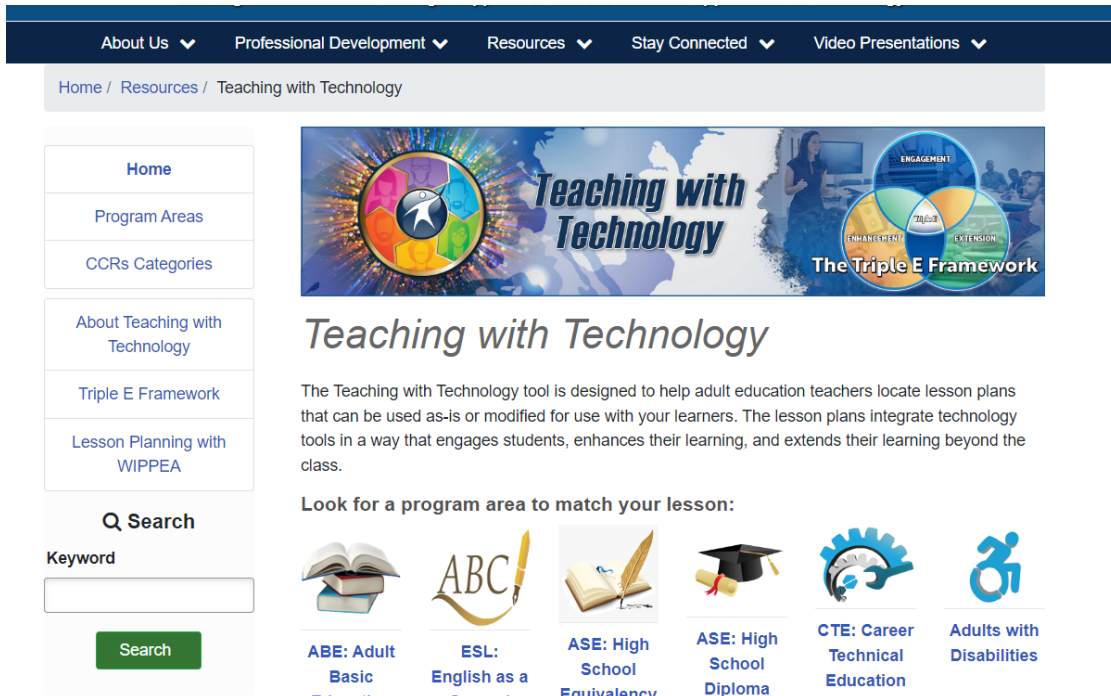 About Us
Professional Development
Resources
Stay Connected
Video Presentations
Home / Resources / Teaching with Technology
Home
Program Areas
CCRs Categories
About Teaching with
Technology
Triple E Framework
Lesson Planning with
WIPPEA
Search
Keyword
Search
Teaching with
Technology
ENGAGEMENT
Triple E
ENHANCEMENT
EXTENSION
The Triple E Framework
Teaching with Technology
The Teaching with Technology tool is designed to help adult education teachers locate lesson plans
that can be used as-is or modified for use with your learners. The lesson plans integrate technology
tools in a way that engages students, enhances their learning, and extends their learning beyond the
class.
Look for a program area to match your lesson:
ABC
ABE: Adult
Basic
ESL:
English as a
ASE: High
School
Equivalency
ASE: High
School
Diploma
CTE: Career
Technical
Education
Adults with
Disabilities